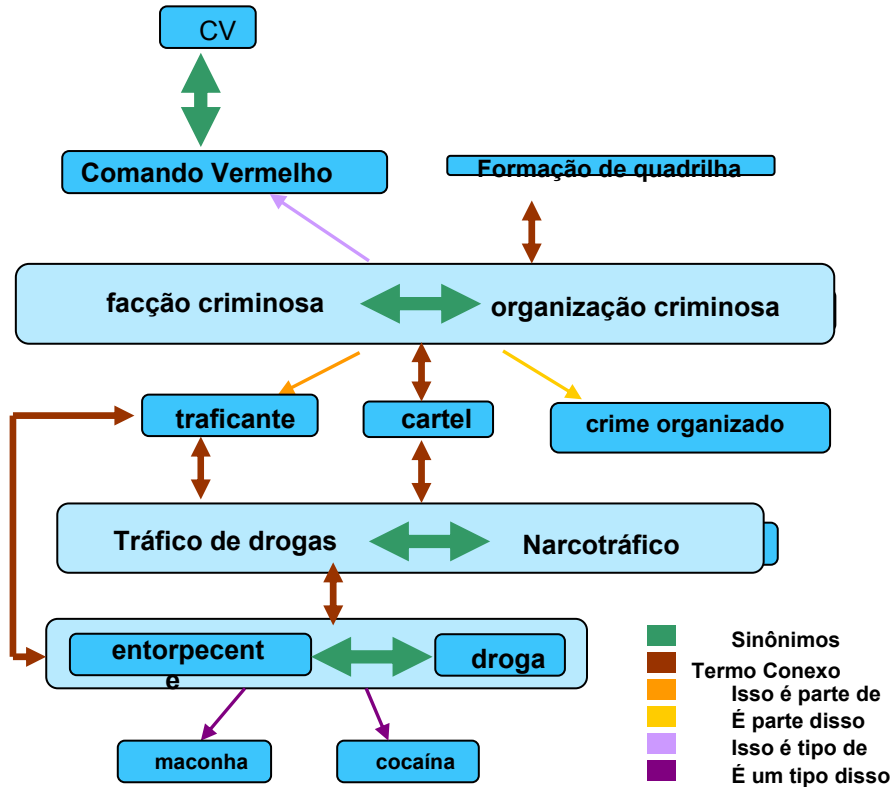 CV
Comando Vermelho
Formação de quadrilha
facção criminosa
organização criminosa
traficante
cartel
crime organizado
Tráfico de drogas
Narcotráfico
entorpecent
e
droga
maconha
cocaína
Sinônimos
Termo Conexo
Isso é parte de
É parte disso
Isso é tipo de
É um tipo disso